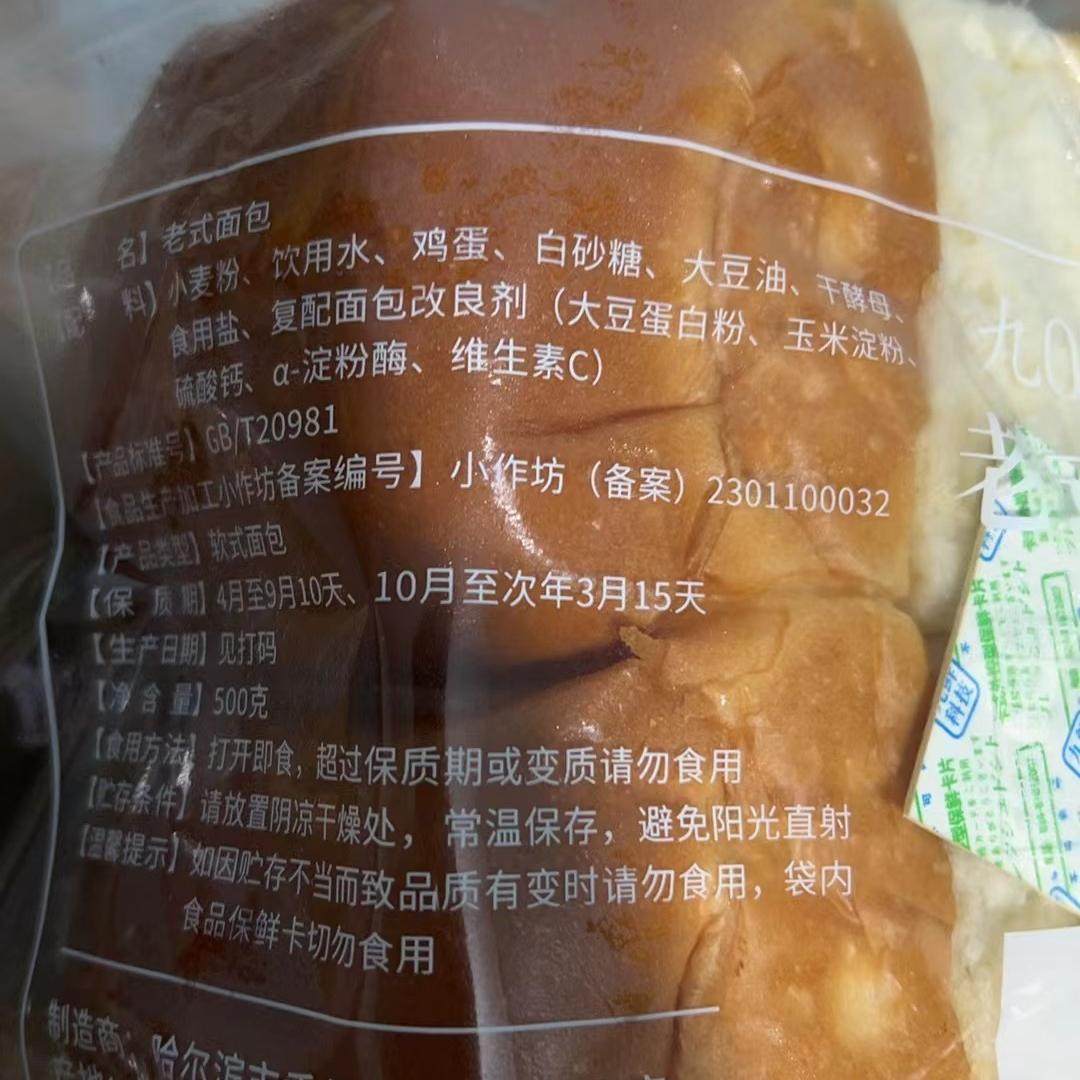 名】老式面包
料】小麦粉、饮用水、鸡蛋、白砂糖、大豆油、干酵母、
食用盐、复配面包改良剂（大豆蛋白粉、玉米淀粉、
硫酸钙、α-淀粉酶、维生素C）
【产品标准号】GB/T20981
【食品生产加工小作坊备案编号】小作坊（备案）2301100032
【产品类型】软式面包
【保 质 期】4月至9月10天、10月至次年3月15天
【生产日期】见打码
【净 含 量】500克
【食用方法】打开即食，超过保质期或变质请勿食用
【贮存条件】请放置阴凉干燥处，常温保存，避免阳光直射
【温馨提示】如因贮存不当而致品质有变时请勿食用，袋内
食品保鲜卡切勿食用
制造商：哈尔滨市
九0
老
科技